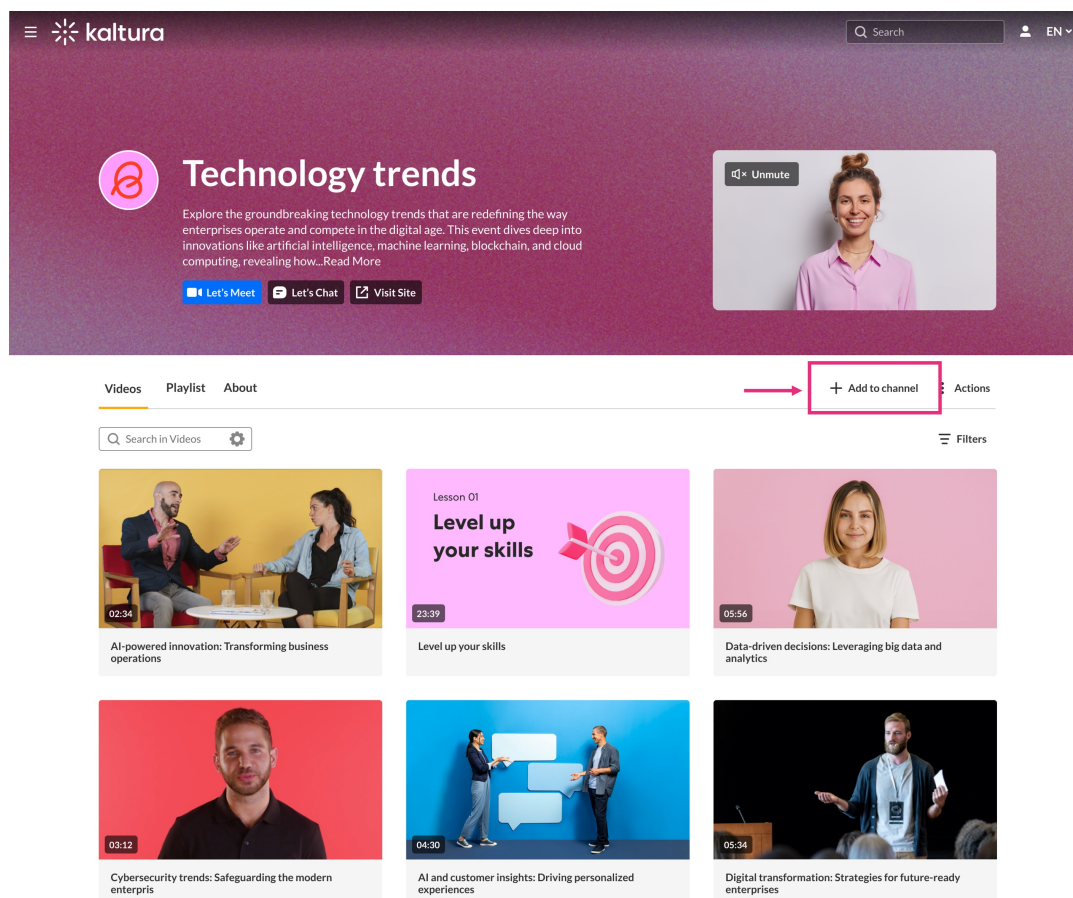 kaltura
Search
EN
Technology trends
Unmute
Explore the groundbreaking technology trends that are redefining the way
enterprises operate and compete in the digital age. This event dives deep into
innovations like artificial intelligence, machine learning, blockchain, and cloud
computing, revealing how...Read More
Let's Meet
Let's Chat
Visit Site
Videos
Playlist
About
Add to channel
Actions
Search in Videos
Filters
02:34
Lesson 01
Level up
your skills
23:39
05:56
AI-powered innovation: Transforming business
operations
Level up your skills
Data-driven decisions: Leveraging big data and
analytics
03:12
04:30
05:34
Cybersecurity trends: Safeguarding the modern
enterpris
AI and customer insights: Driving personalized
experiences
Digital transformation: Strategies for future-ready
enterprises